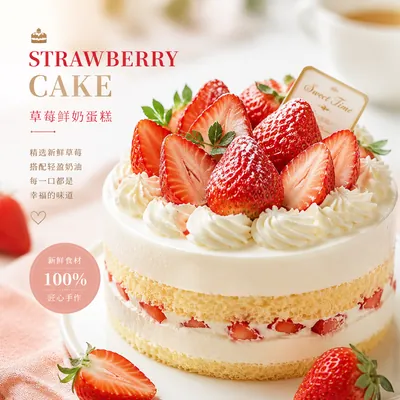 STRAWBERRY
CAKE
草莓鲜奶蛋糕
精选新鲜草莓
搭配轻盈奶油
每一口都是
幸福的味道
新鲜食材
100%
匠心手作
Sweet Time